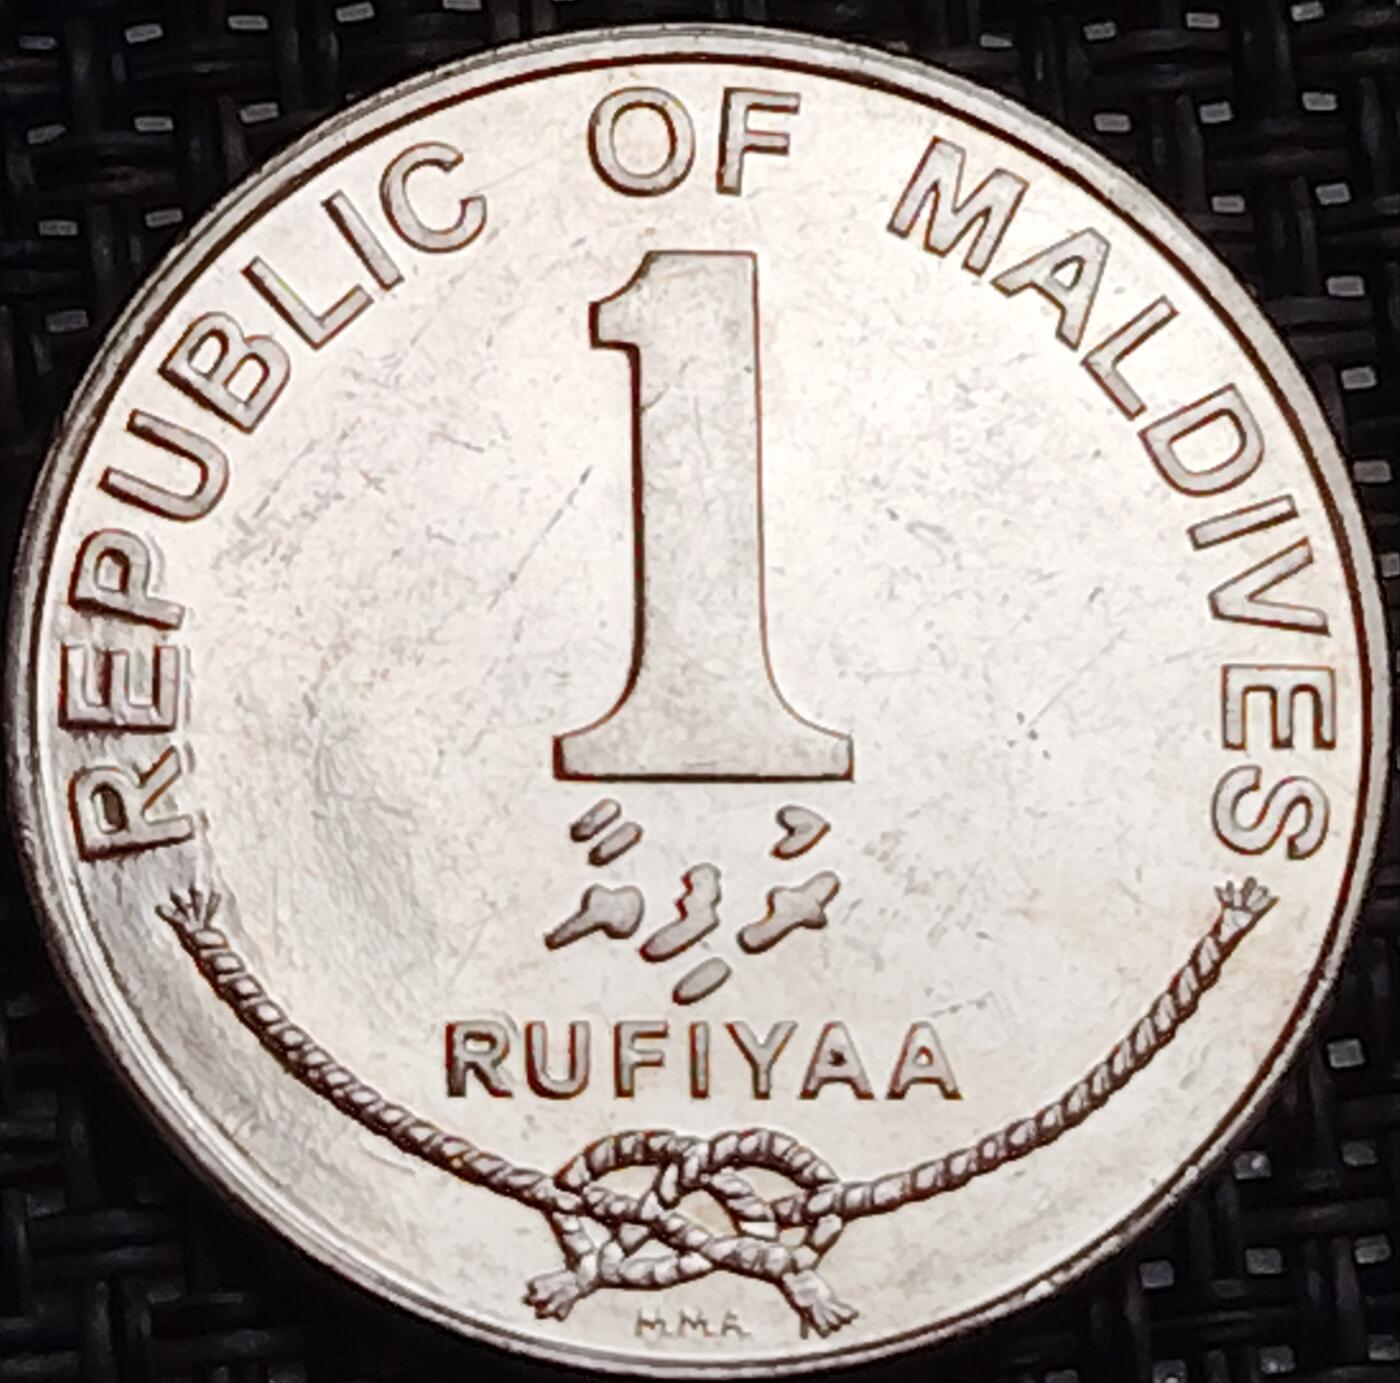 REPUBLIC OF MALDIVES
1
ރުފިޔާ
RUFIYAA
MMA